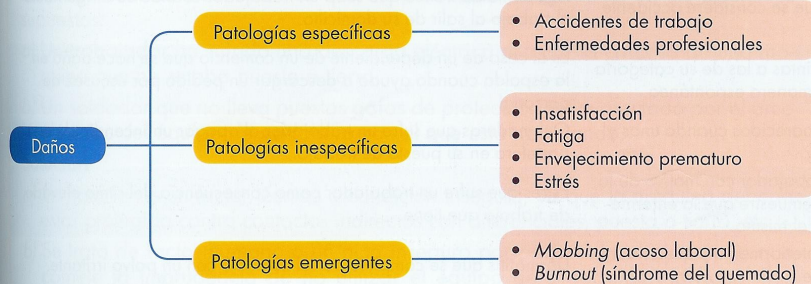 Daños
Patologías específicas
• Accidentes de trabajo
• Enfermedades profesionales
Patologías inespecíficas
• Insatisfacción
• Fatiga
• Envejecimiento prematuro
• Estrés
Patologías emergentes
• Mobbing (acoso laboral)
• Burnout (síndrome del quemado)